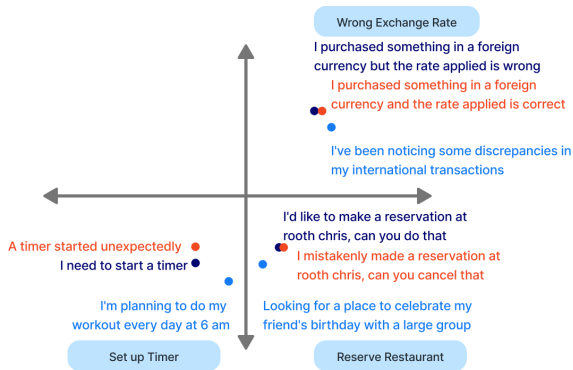 Wrong Exchange Rate
I purchased something in a foreign
currency but the rate applied is wrong
I purchased something in a foreign
currency and the rate applied is correct
I've been noticing some discrepancies in
my international transactions
I'd like to make a reservation at
rooth chris, can you do that
A timer started unexpectedly
I need to start a timer
I mistakenly made a reservation at
rooth chris, can you cancel that
I'm planning to do my
workout every day at 6 am
Looking for a place to celebrate my
friend's birthday with a large group
Set up Timer
Reserve Restaurant